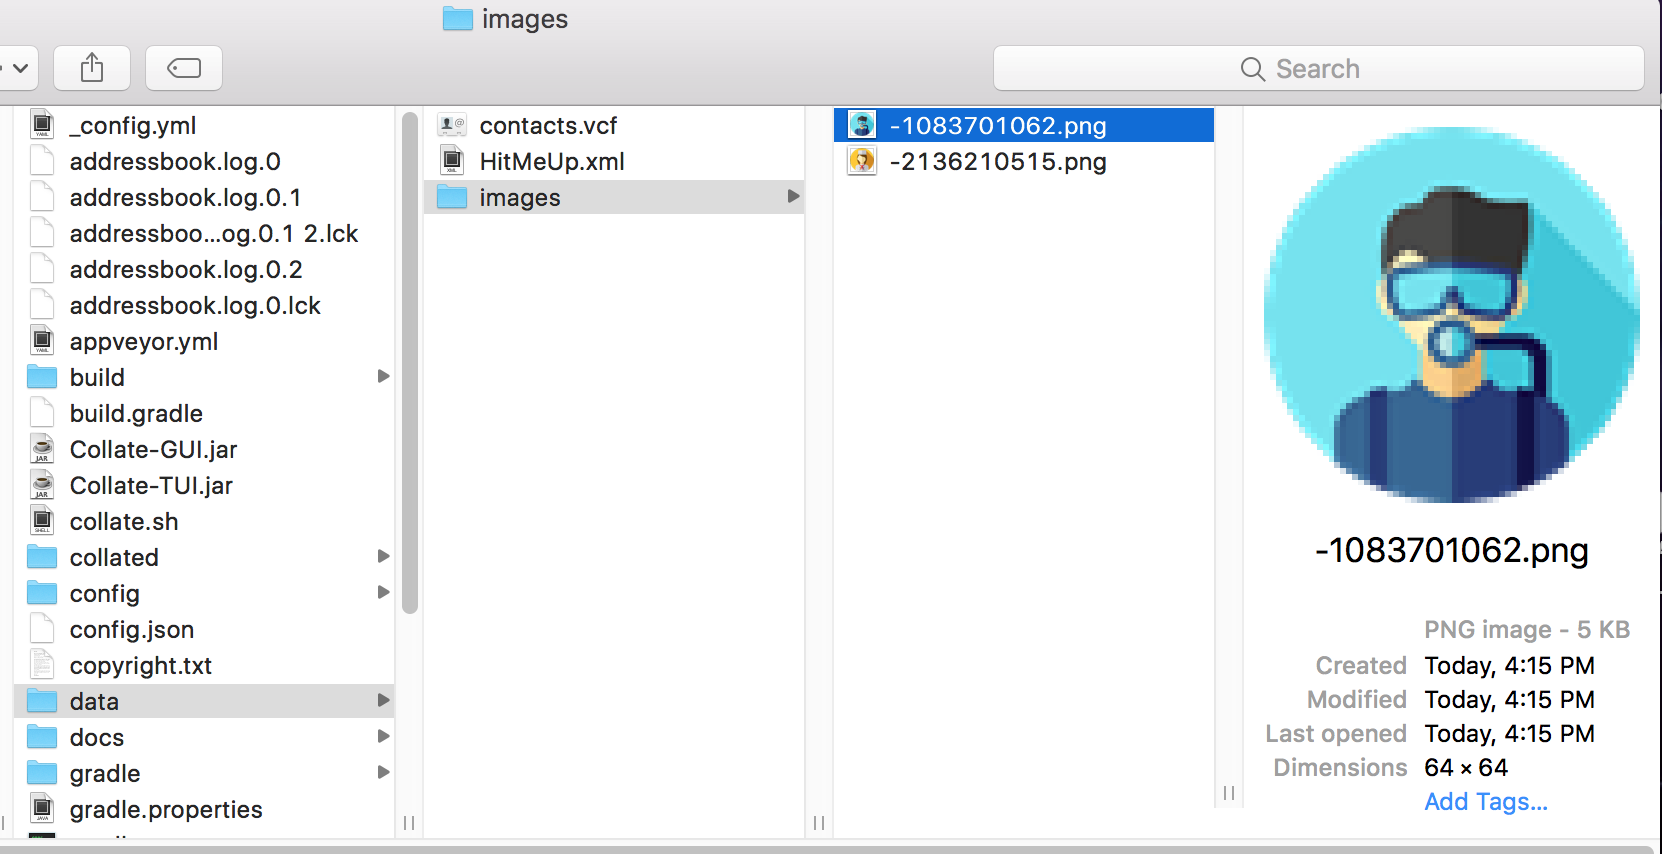 images
Search
_config.yml
addressbook.log.0
addressbook.log.0.1
addressboo...og.0.1 2.lck
addressbook.log.0.2
addressbook.log.0.lck
appveyor.yml
build
build.gradle
Collate-GUI.jar
Collate-TUI.jar
collate.sh
collated
config
config.json
copyright.txt
data
docs
gradle
gradle.properties
contacts.vcf
HitMeUp.xml
images
-1083701062.png
-2136210515.png
-1083701062.png
PNG image - 5 KB
Created Today, 4:15 PM
Modified Today, 4:15 PM
Last opened Today, 4:15 PM
Dimensions 64 × 64
Add Tags...